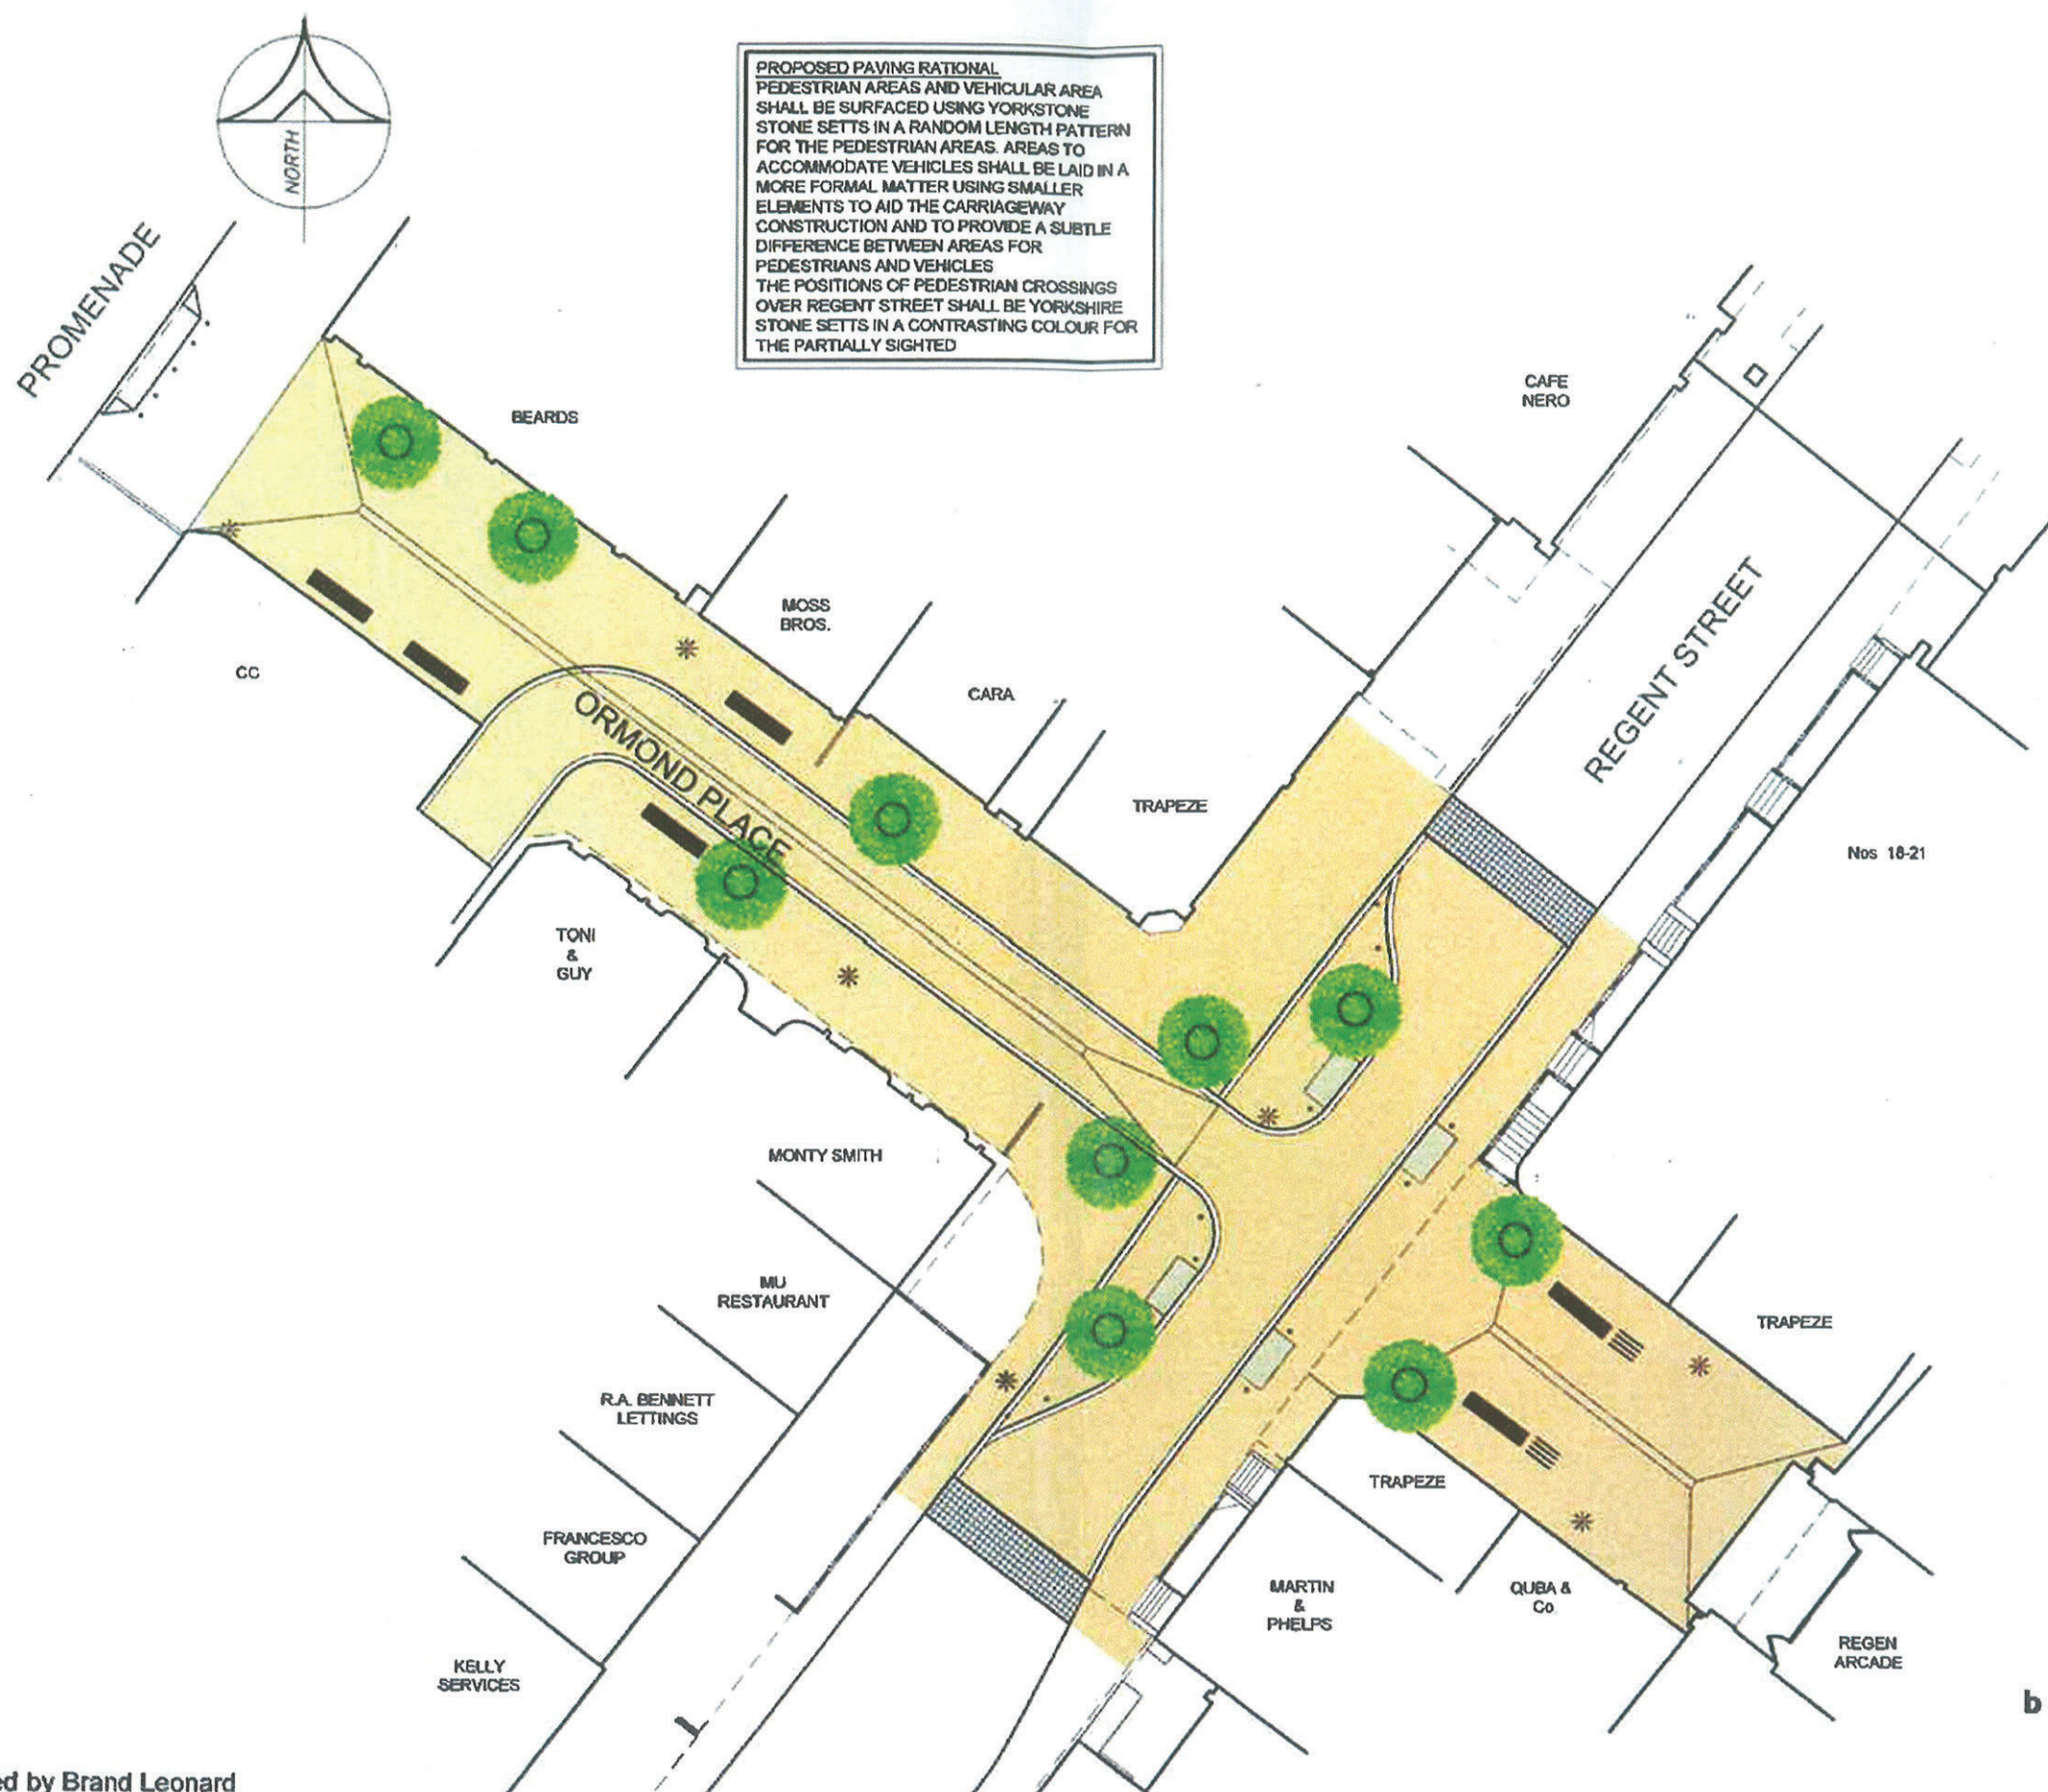 PROPOSED PAVING RATIONAL
PEDESTRIAN AREAS AND VEHICULAR AREA
SHALL BE SURFACED USING YORKSTONE
STONE SETTS IN A RANDOM LENGTH PATTERN
FOR THE PEDESTRIAN AREAS. AREAS TO
ACCOMMODATE VEHICLES SHALL BE LAID IN A
MORE FORMAL MATTER USING SMALLER
ELEMENTS TO AID THE CARRIAGEWAY
CONSTRUCTION AND TO PROVIDE A SUBTLE
DIFFERENCE BETWEEN AREAS FOR
PEDESTRIANS AND VEHICLES
THE POSITIONS OF PEDESTRIAN CROSSINGS
OVER REGENT STREET SHALL BE YORKSHIRE
STONE SETTS IN A CONTRASTING COLOUR FOR
THE PARTIALLY SIGHTED
NORTH
PROMENADE
BEARDS
CAFE
NERO
MOSS
BROS.
CC
CARA
REGENT STREET
ORMOND PLACE
TRAPEZE
Nos 18-21
TONI
&
GUY
MONTY SMITH
MU
RESTAURANT
TRAPEZE
R.A. BENNETT
LETTINGS
TRAPEZE
FRANCESCO
GROUP
MARTIN
&
PHELPS
QUBA &
Co
REGEN
ARCADE
KELLY
SERVICES
b
ed by Brand Leonard